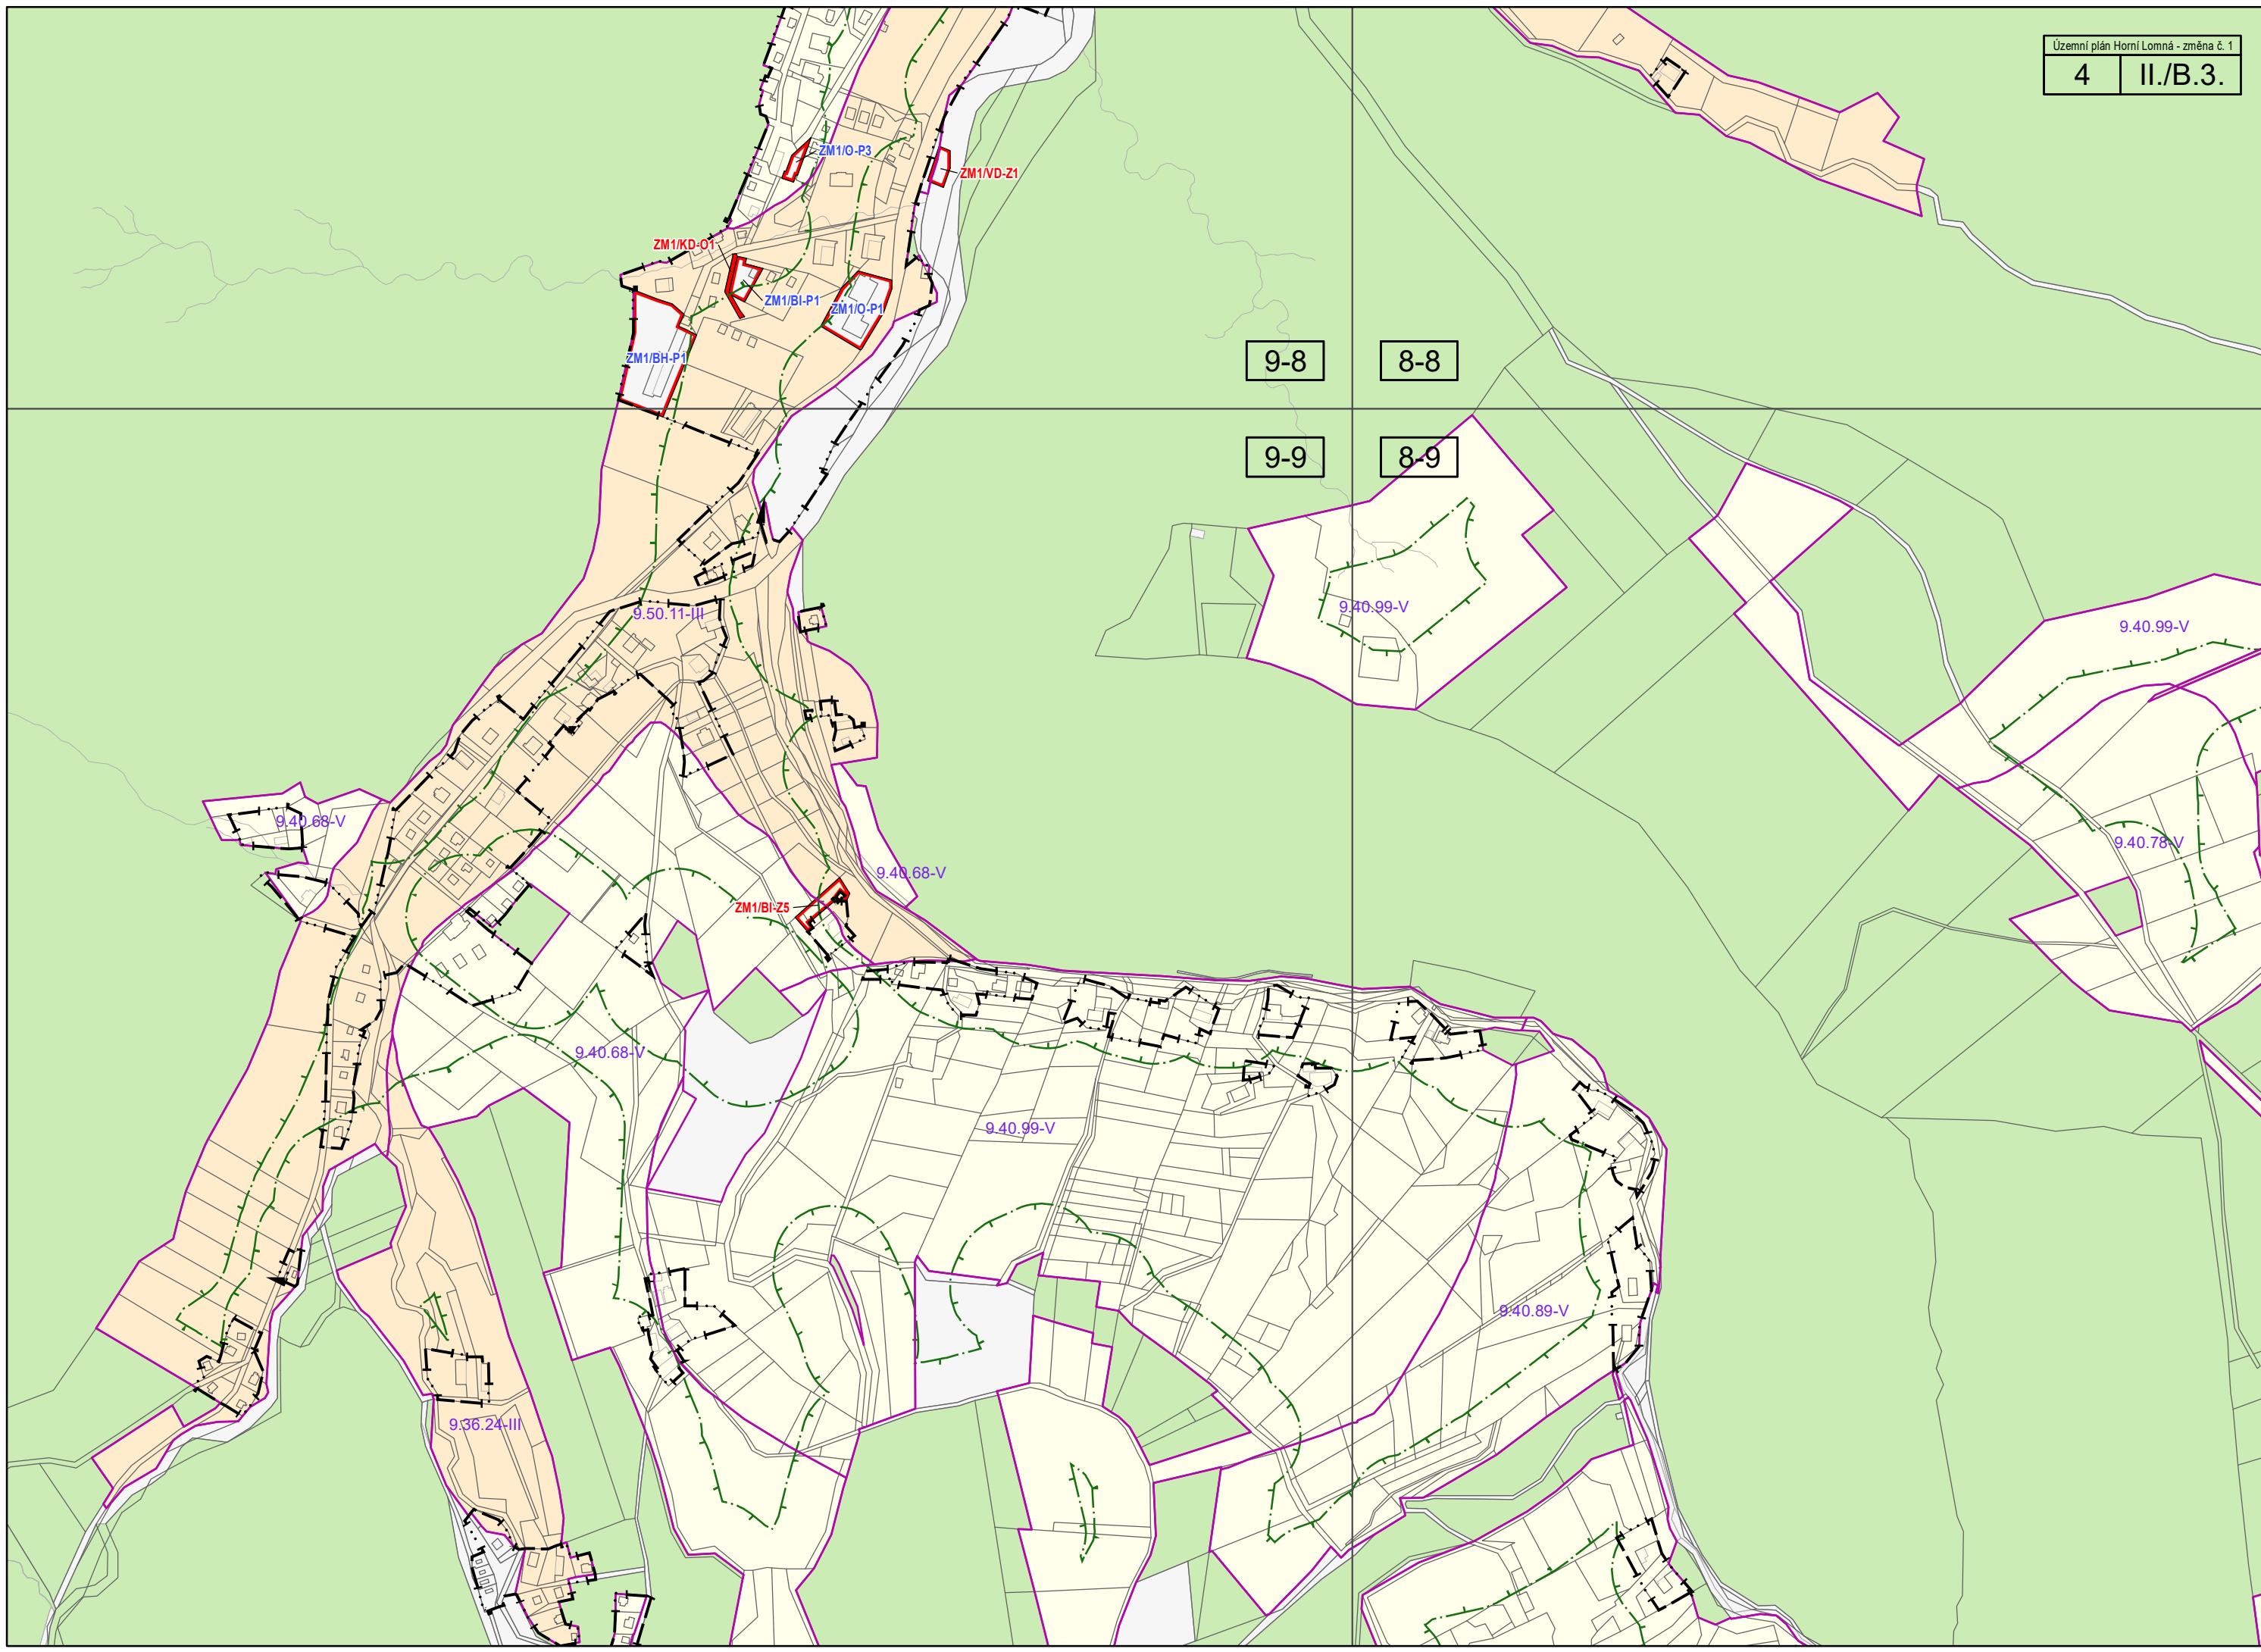 Územní plán Horní Lomná - změna č. 1
4 II./B.3.
ZM1/O-P3
ZM1/VD-Z1
ZM1/KD-O1
ZM1/BI-P1
ZM1/O-P1
ZM1/BH-P1
9-8 8-8
9-9 8-9
9.50.11-III
9.40.99-V
9.40.99-V
9.40.68-V
9.40.78-V
9.40.68-V
ZM1/BI-Z5
9.40.68-V
9.40.99-V
9.40.89-V
9.36.24-III